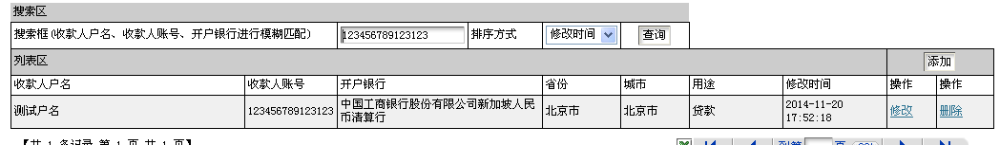 搜索区
搜索框(收款人户名、收款人账号、开户银行进行模糊匹配) 123456789123123 排序方式 修改时间 查询
列表区 添加
收款人户名 收款人账号 开户银行 省份 城市 用途 修改时间 操作 操作
测试户名 123456789123123 中国工商银行股份有限公司新加坡人民 北京市 北京市 贷款 2014-11-20 修改 删除
币清算行 17:52:18
【共 1 条记录 第 1 页 共 1 页】 到第 页